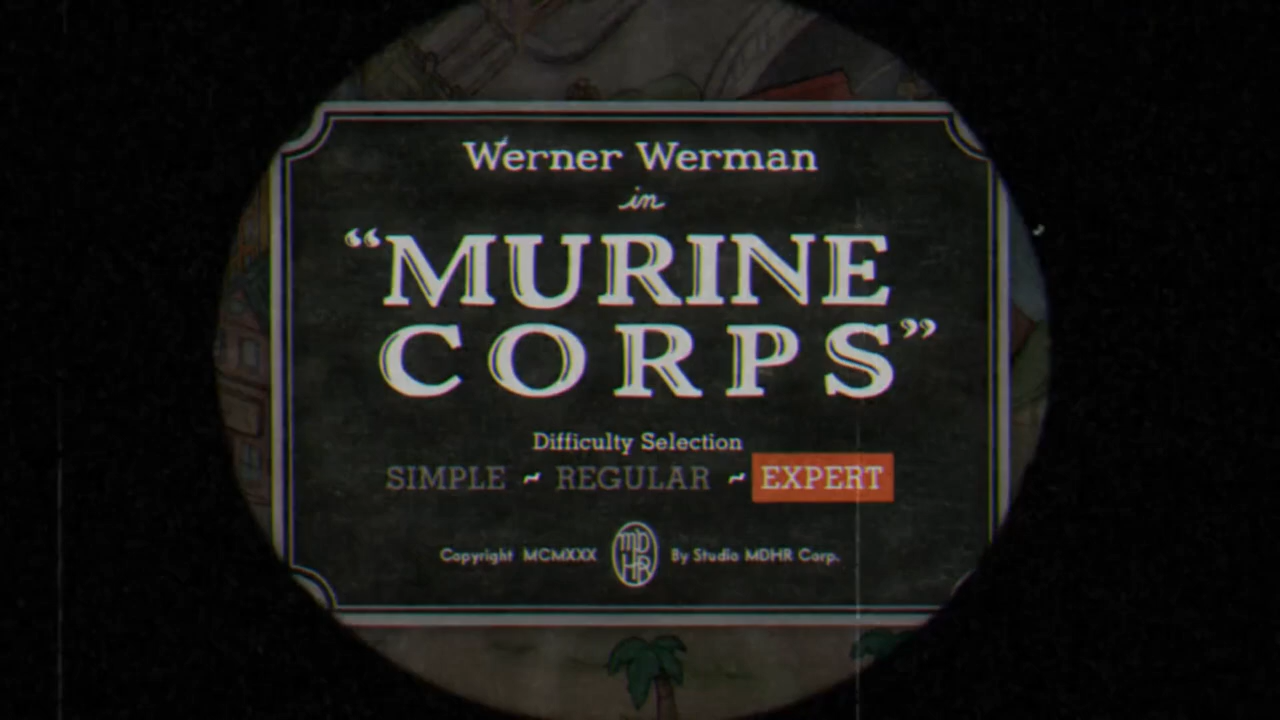 Werner Werman
in
“MURINE
CORPS”
Difficulty Selection
SIMPLE ~ REGULAR ~ EXPERT
Copyright MCMXXX MDHR By Studio MDHR Corp.